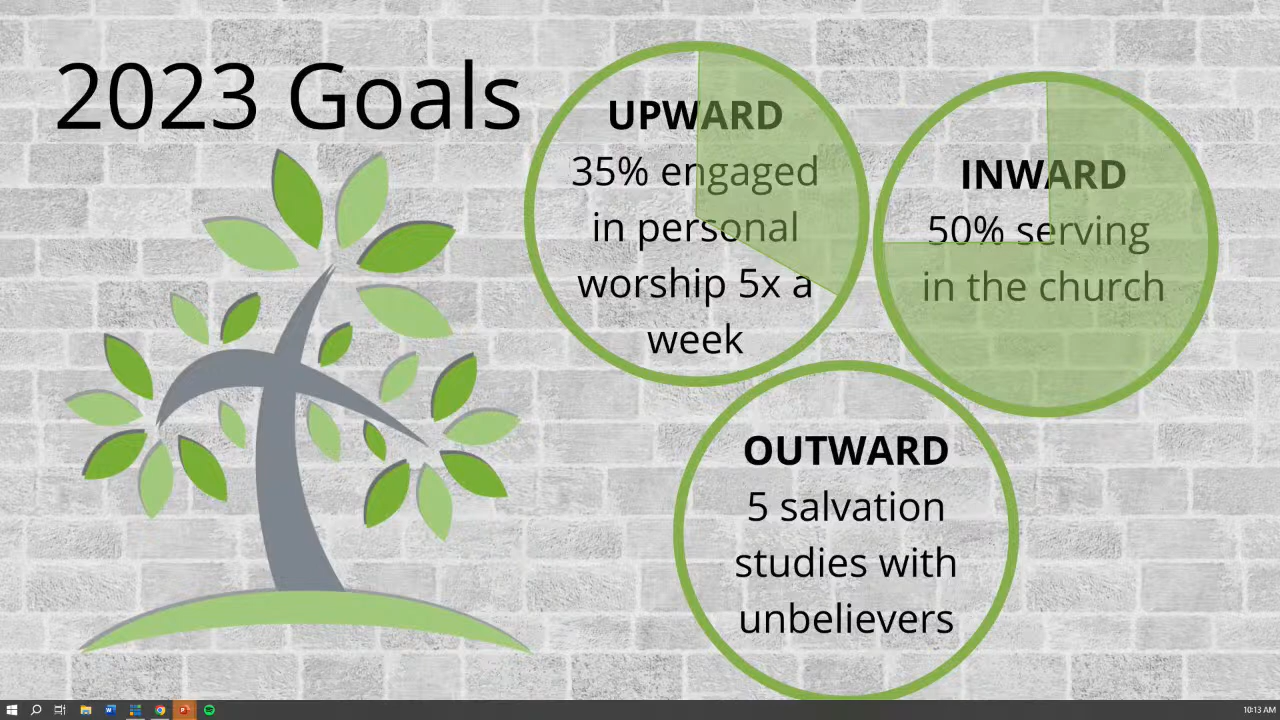 2023 Goals
UPWARD
35% engaged
in personal
worship 5x a
week
INWARD
50% serving
in the church
OUTWARD
5 salvation
studies with
unbelievers
10:13 AM